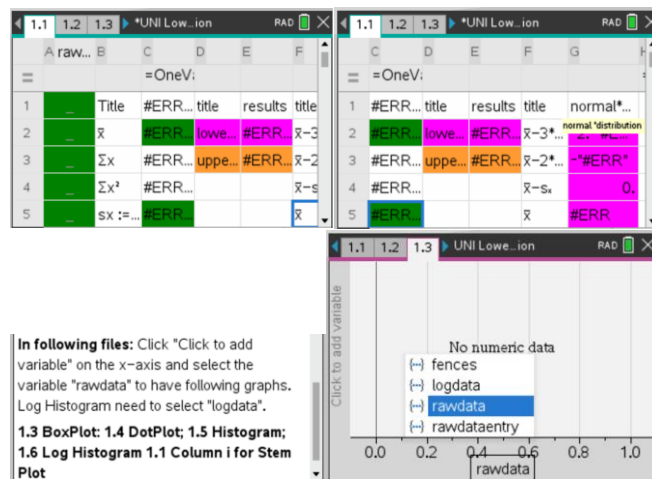 1.1 1.2 1.3 *UNI Low...ion RAD
A raw... B C D E F
= =OneVa
1 _ Title #ERR... title results title
2 _ x̄ #ERR... lowe... #ERR... x̄−3
3 _ Σx #ERR... uppe... #ERR... x̄−2
4 _ Σx² #ERR... x̄−s
5 _ sx :=... #ERR... x̄
1.1 1.2 1.3 *UNI Low...ion RAD
C D E F G H
= =OneVa =
1 #ERR... title results title normal*...
2 #ERR... lowe... #ERR... x̄−3*...
normal "distribution
3 #ERR... uppe... #ERR... x̄−2*... -"#ERR"
4 #ERR... x̄−sₓ 0.
5 #ERR... x̄ #ERR
In following files: Click "Click to add
variable" on the x−axis and select the
variable "rawdata" to have following graphs.
Log Histogram need to select "logdata".
1.3 BoxPlot: 1.4 DotPlot; 1.5 Histogram;
1.6 Log Histogram 1.1 Column i for Stem
Plot
1.1 1.2 1.3 UNI Lowe...ion RAD
Click to add variable
No numeric data
{···} fences
{···} logdata
{···} rawdata
{···} rawdataentry
0.0 0.2 0.4 0.6 0.8 1.0
rawdata